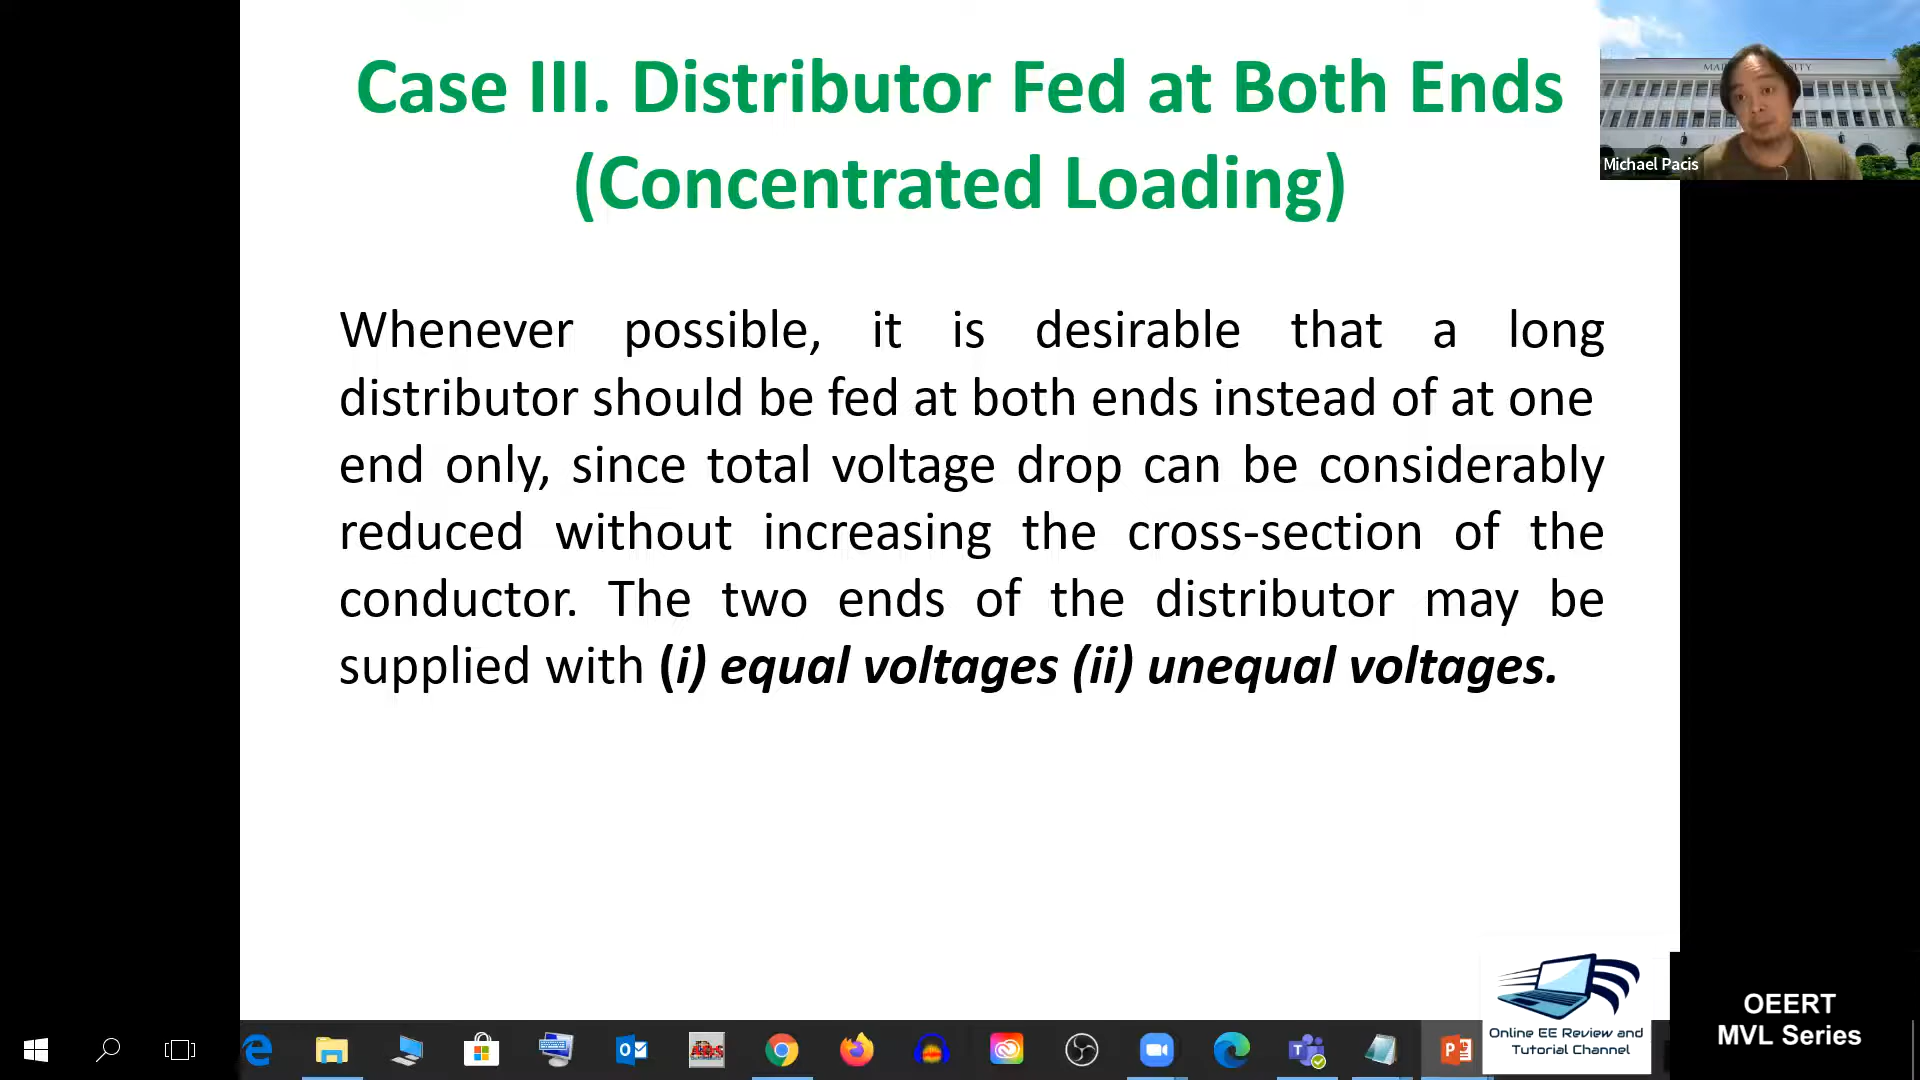 Case III. Distributor Fed at Both Ends
(Concentrated Loading)
Michael Pacis
Whenever possible, it is desirable that a long
distributor should be fed at both ends instead of at one
end only, since total voltage drop can be considerably
reduced without increasing the cross-section of the
conductor. The two ends of the distributor may be
supplied with (i) equal voltages (ii) unequal voltages.
Online EE Review and
Tutorial Channel
OEERT
MVL Series